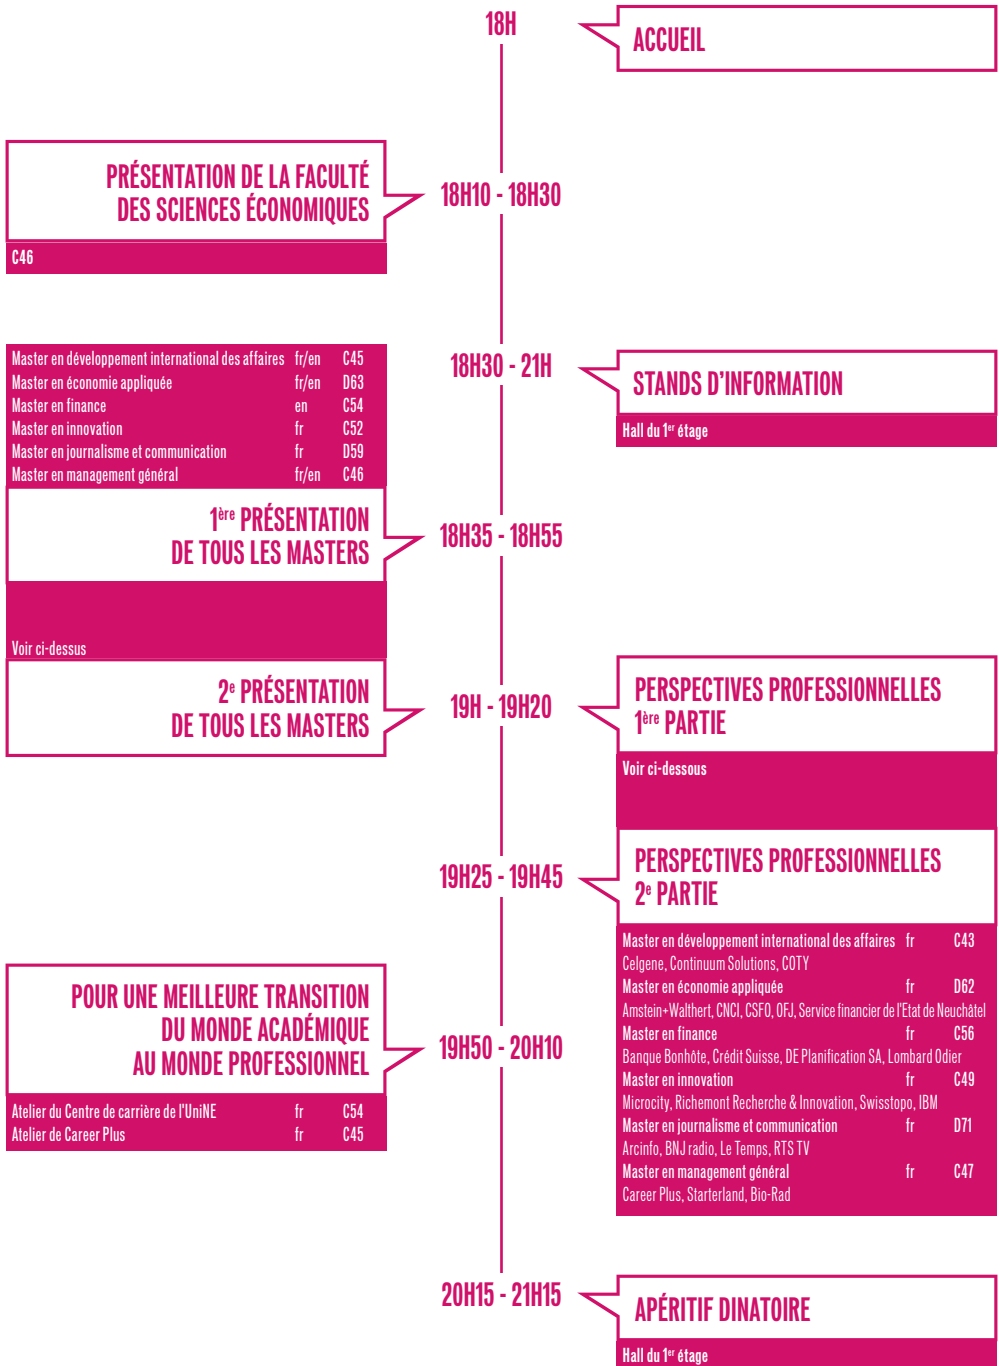 18H
ACCUEIL
PRÉSENTATION DE LA FACULTÉ
DES SCIENCES ÉCONOMIQUES
18H10 - 18H30
C46
Master en développement international des affaires fr/en C45
Master en économie appliquée fr/en D63
Master en finance en C54
Master en innovation fr C52
Master en journalisme et communication fr D59
Master en management général fr/en C46
18H30 - 21H
STANDS D'INFORMATION
Hall du 1er étage
1ère PRÉSENTATION
DE TOUS LES MASTERS
18H35 - 18H55
Voir ci-dessus
2e PRÉSENTATION
DE TOUS LES MASTERS
19H - 19H20
PERSPECTIVES PROFESSIONNELLES
1ère PARTIE
Voir ci-dessous
19H25 - 19H45
PERSPECTIVES PROFESSIONNELLES
2e PARTIE
Master en développement international des affaires fr C43
Celgene, Continuum Solutions, COTY
Master en économie appliquée fr D62
Amstein+Walthert, CNCI, CSFO, OFJ, Service financier de l'Etat de Neuchâtel
Master en finance fr C56
Banque Bonhôte, Crédit Suisse, DE Planification SA, Lombard Odier
Master en innovation fr C49
Microcity, Richemont Recherche & Innovation, Swisstopo, IBM
Master en journalisme et communication fr D71
Arcinfo, BNJ radio, Le Temps, RTS TV
Master en management général fr C47
Career Plus, Starterland, Bio-Rad
POUR UNE MEILLEURE TRANSITION
DU MONDE ACADÉMIQUE
AU MONDE PROFESSIONNEL
19H50 - 20H10
Atelier du Centre de carrière de l'UniNE fr C54
Atelier de Career Plus fr C45
20H15 - 21H15
APÉRITIF DINATOIRE
Hall du 1er étage